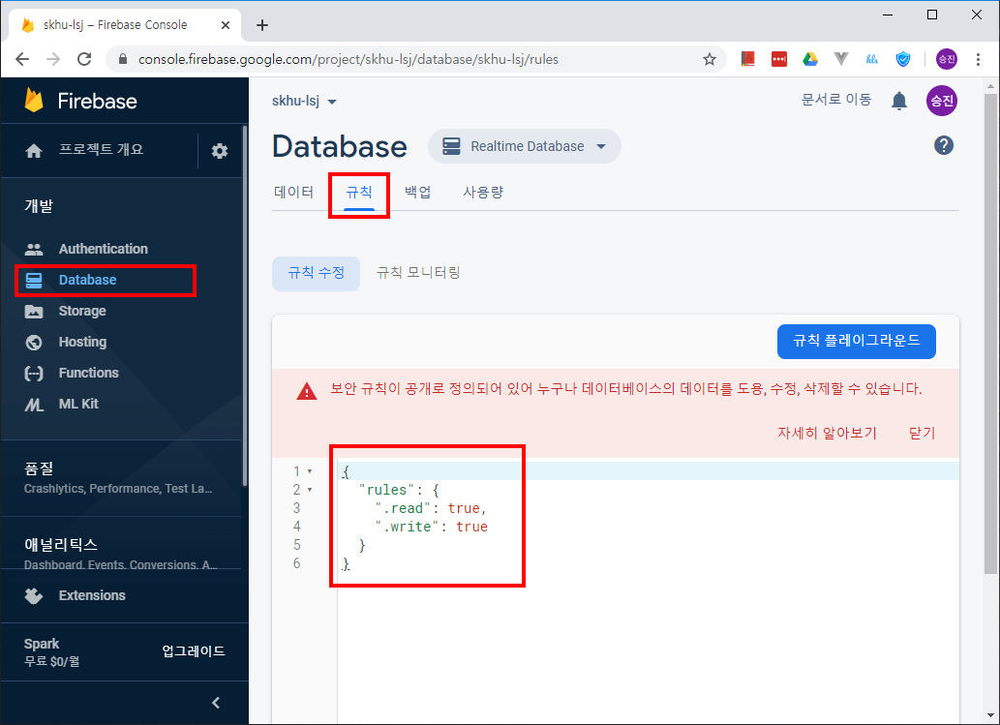 skhu-lsj – Firebase Console
console.firebase.google.com/project/skhu-lsj/database/skhu-lsj/rules
승진
Firebase
프로젝트 개요
개발
Authentication
Database
Storage
Hosting
Functions
ML Kit
품질
Crashlytics, Performance, Test La...
애널리틱스
Dashboard, Events, Conversions, A...
Extensions
Spark
무료 $0/월
업그레이드
skhu-lsj
문서로 이동
승진
Database
Realtime Database
데이터 규칙 백업 사용량
규칙 수정 규칙 모니터링
규칙 플레이그라운드
보안 규칙이 공개로 정의되어 있어 누구나 데이터베이스의 데이터를 도용, 수정, 삭제할 수 있습니다.
자세히 알아보기 닫기
1 {
2 "rules": {
3 ".read": true,
4 ".write": true
5 }
6 }